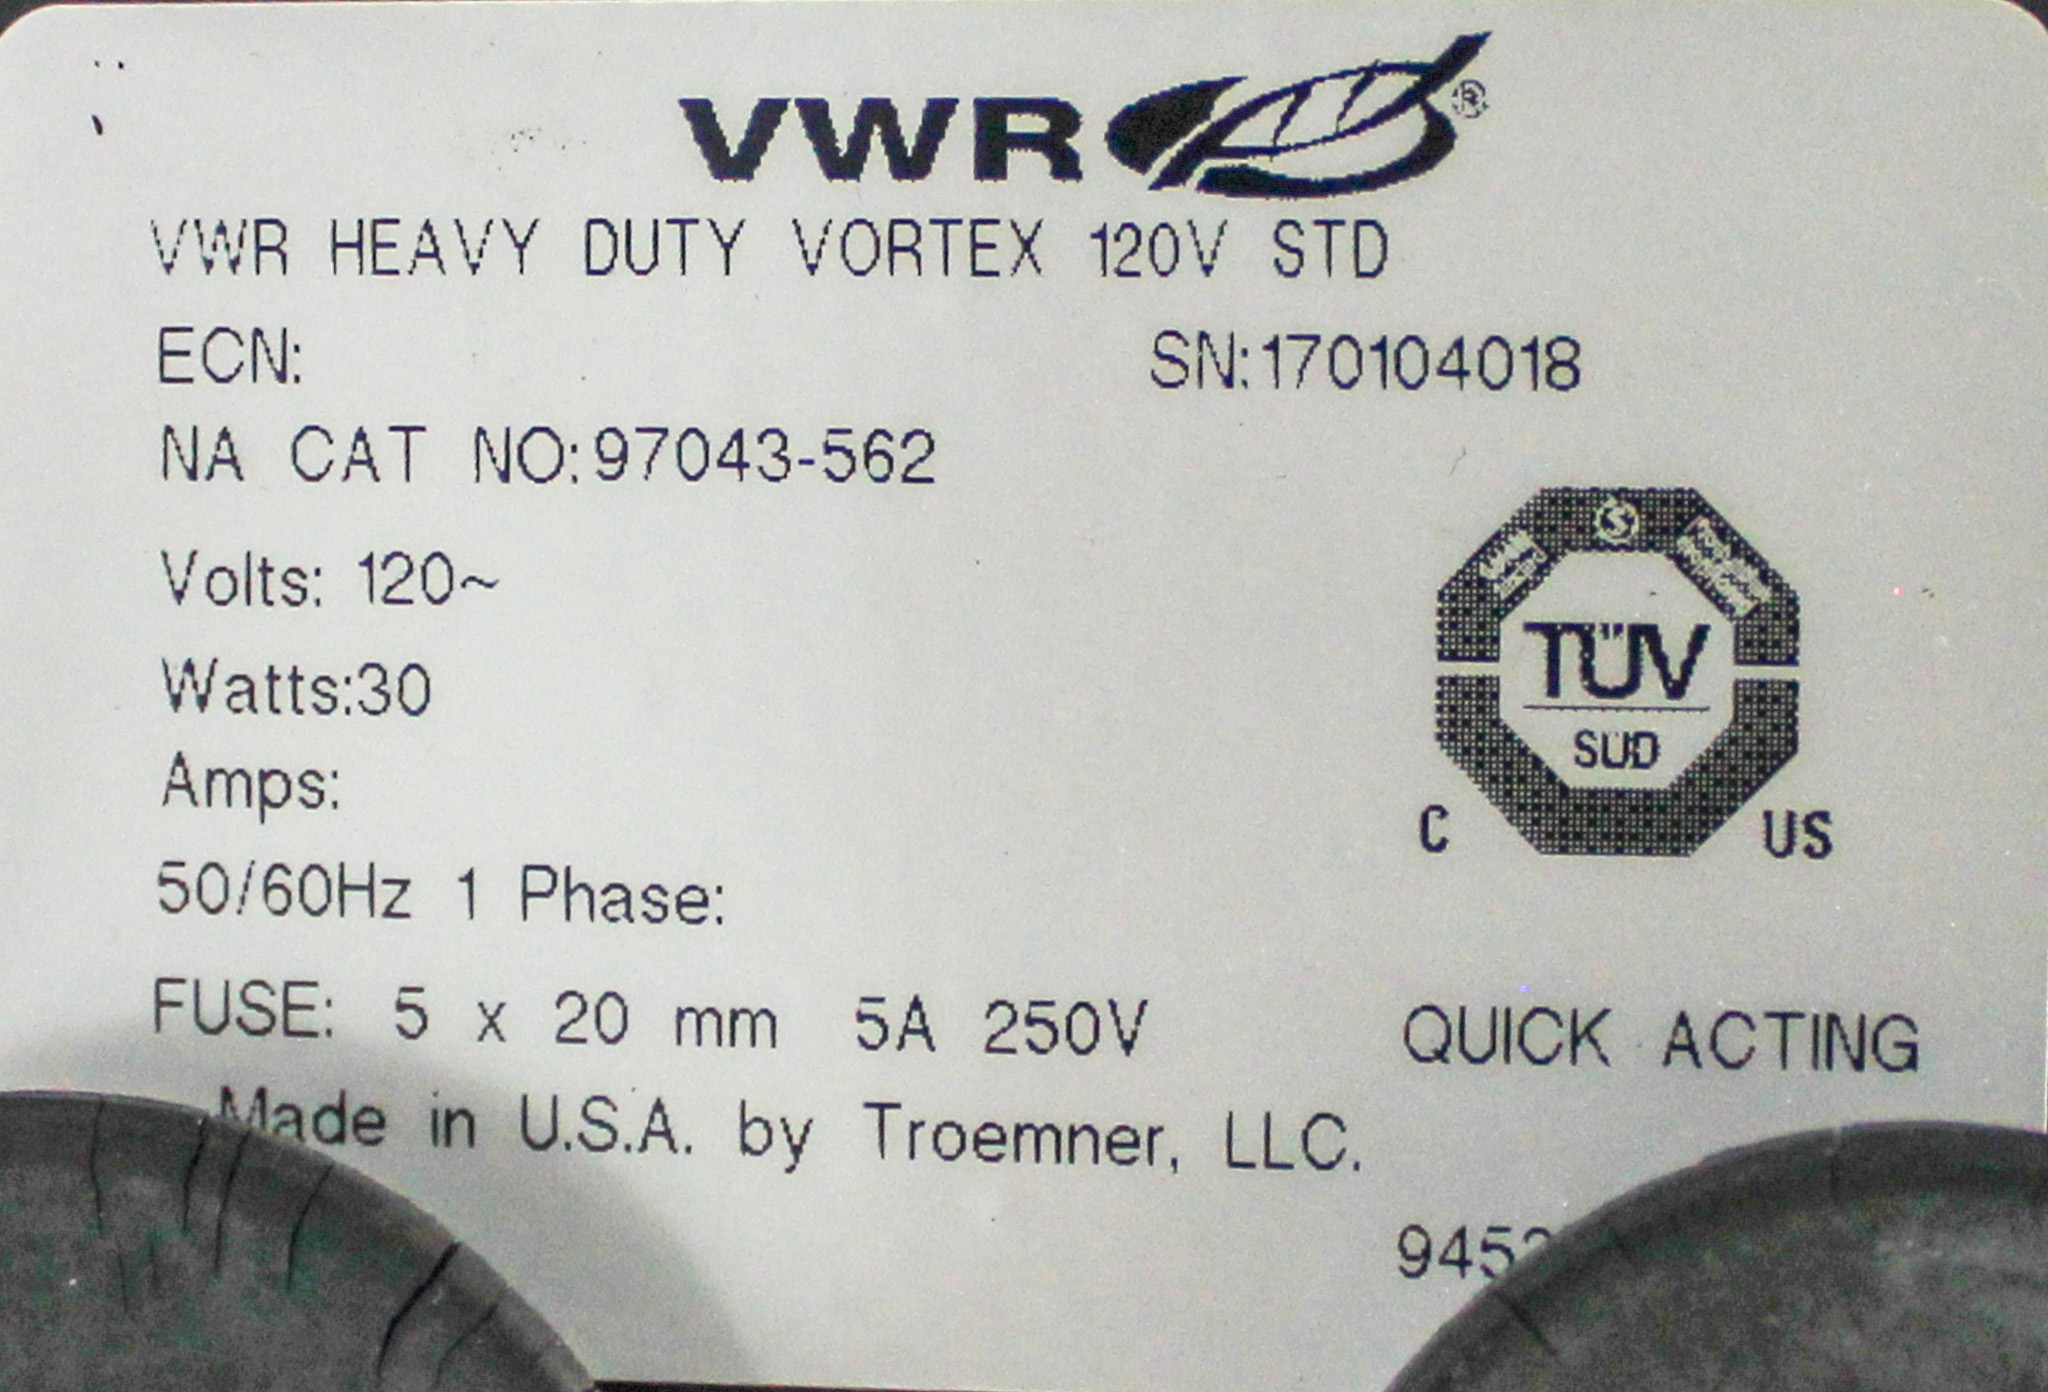 VWR ®
VWR HEAVY DUTY VORTEX 120V STD
ECN: SN:170104018
NA CAT NO:97043-562
Volts: 120~
Watts:30
Amps:
50/60Hz 1 Phase:
TÜV
SÜD
C US
FUSE: 5 x 20 mm 5A 250V QUICK ACTING
Made in U.S.A. by Troemner, LLC.